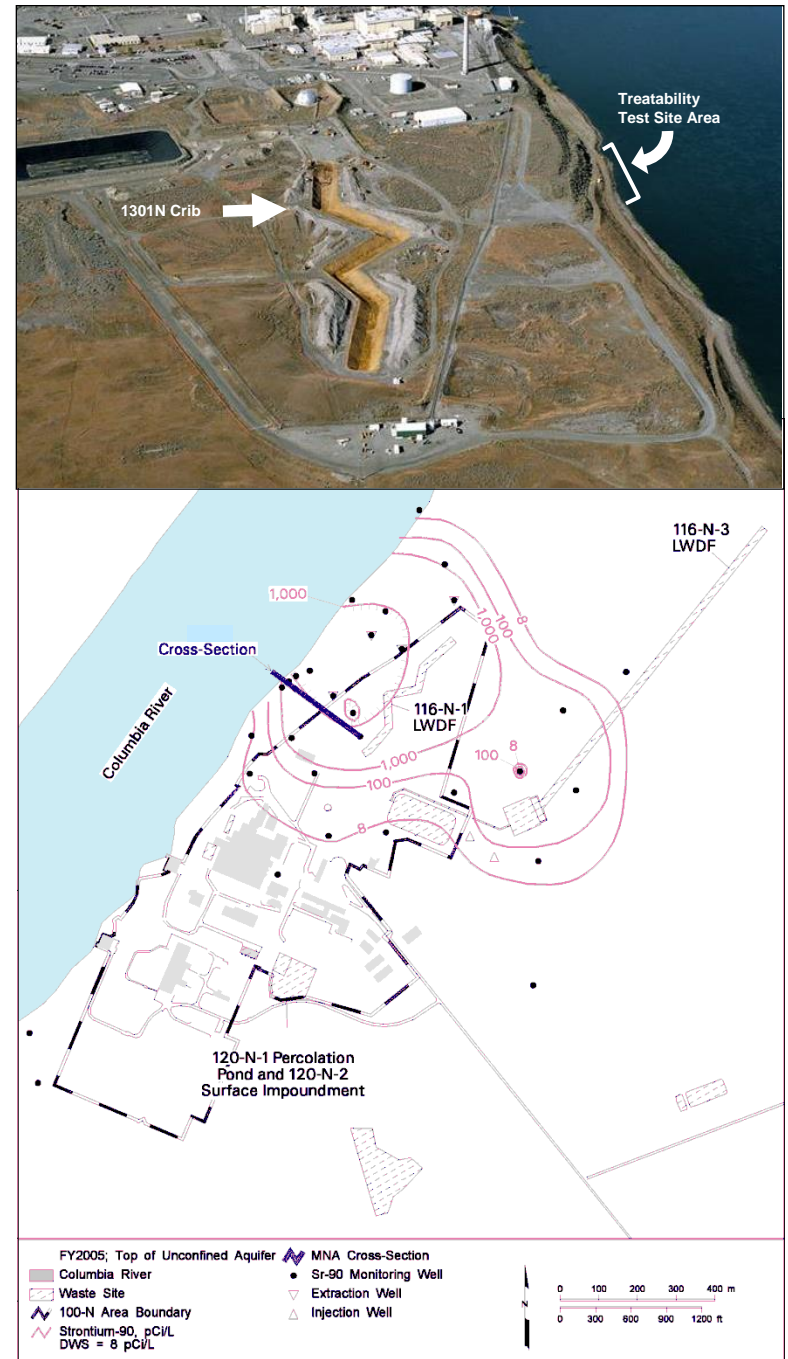 Treatability
Test Site Area
1301N Crib
116-N-3
LWDF
1,000
Cross-Section
1,000
100
8
116-N-1
LWDF
Columbia River
8
100
1,000
100
8
120-N-1 Percolation
Pond and 120-N-2
Surface Impoundment
FY2005; Top of Unconfined Aquifer
Columbia River
Waste Site
100-N Area Boundary
Strontium-90, pCi/L
DWS = 8 pCi/L
MNA Cross-Section
Sr-90 Monitoring Well
Extraction Well
Injection Well
N
0 100 200 300 400 m
0 300 600 900 1200 ft